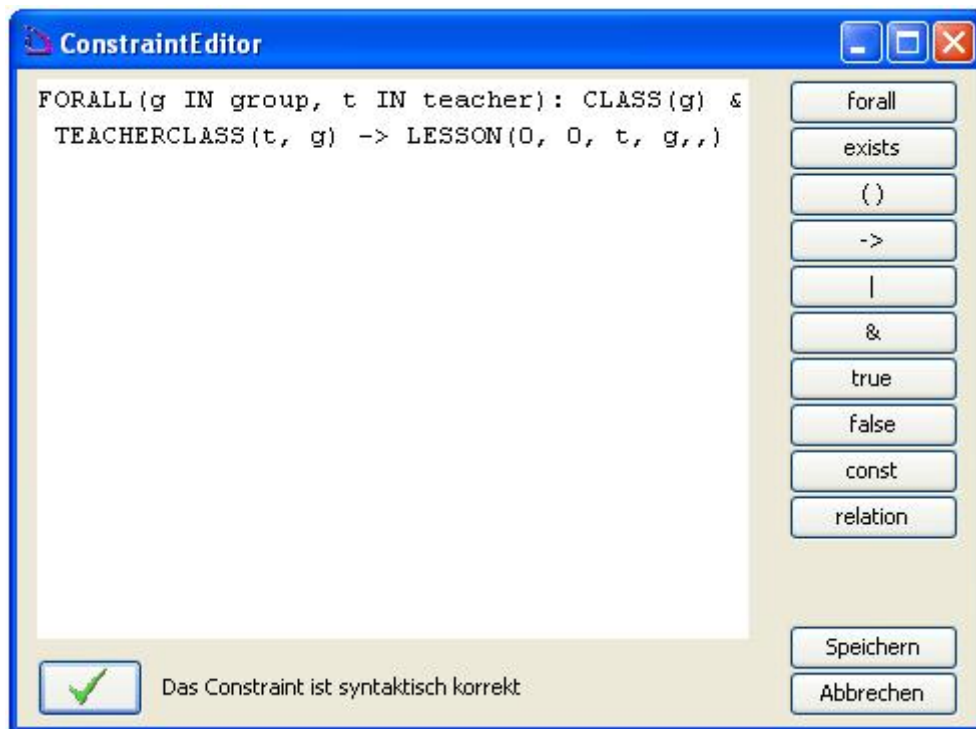 ConstraintEditor
FORALL(g IN group, t IN teacher): CLASS(g) &
TEACHERCLASS(t, g) -> LESSON(0, 0, t, g,,)
forall
exists
()
->
|
&
true
false
const
relation
Speichern
Das Constraint ist syntaktisch korrekt
Abbrechen